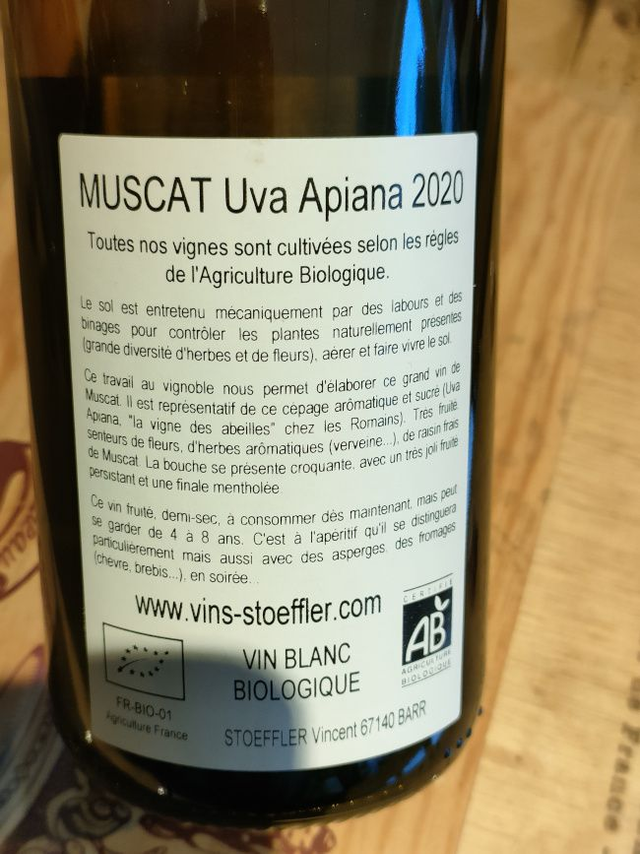 MUSCAT Uva Apiana 2020
Toutes nos vignes sont cultivées selon les règles
de l'Agriculture Biologique.
Le sol est entretenu mécaniquement par des labours et des
binages pour contrôler les plantes naturellement présentes
(grande diversité d'herbes et de fleurs), aérer et faire vivre le sol.
Ce travail au vignoble nous permet d'élaborer ce grand vin de
Muscat. Il est représentatif de ce cépage arômatique et sucré (Uva
Apiana, "la vigne des abeilles" chez les Romains). Très fruité,
senteurs de fleurs, d'herbes arômatiques (verveine...), de raisin frais
de Muscat. La bouche se présente croquante, avec un très joli fruité
persistant et une finale mentholée.
Ce vin fruité, demi-sec, à consommer dès maintenant, mais peut
se garder de 4 à 8 ans. C'est à l'apéritif qu'il se distinguera
particulièrement mais aussi avec des asperges, des fromages
(chèvre, brebis...), en soirée...
www.vins-stoeffler.com
CERTIFIÉ
AB
AGRICULTURE
BIOLOGIQUE
VIN BLANC
BIOLOGIQUE
FR-BIO-01
Agriculture France
STOEFFLER Vincent 67140 BARR